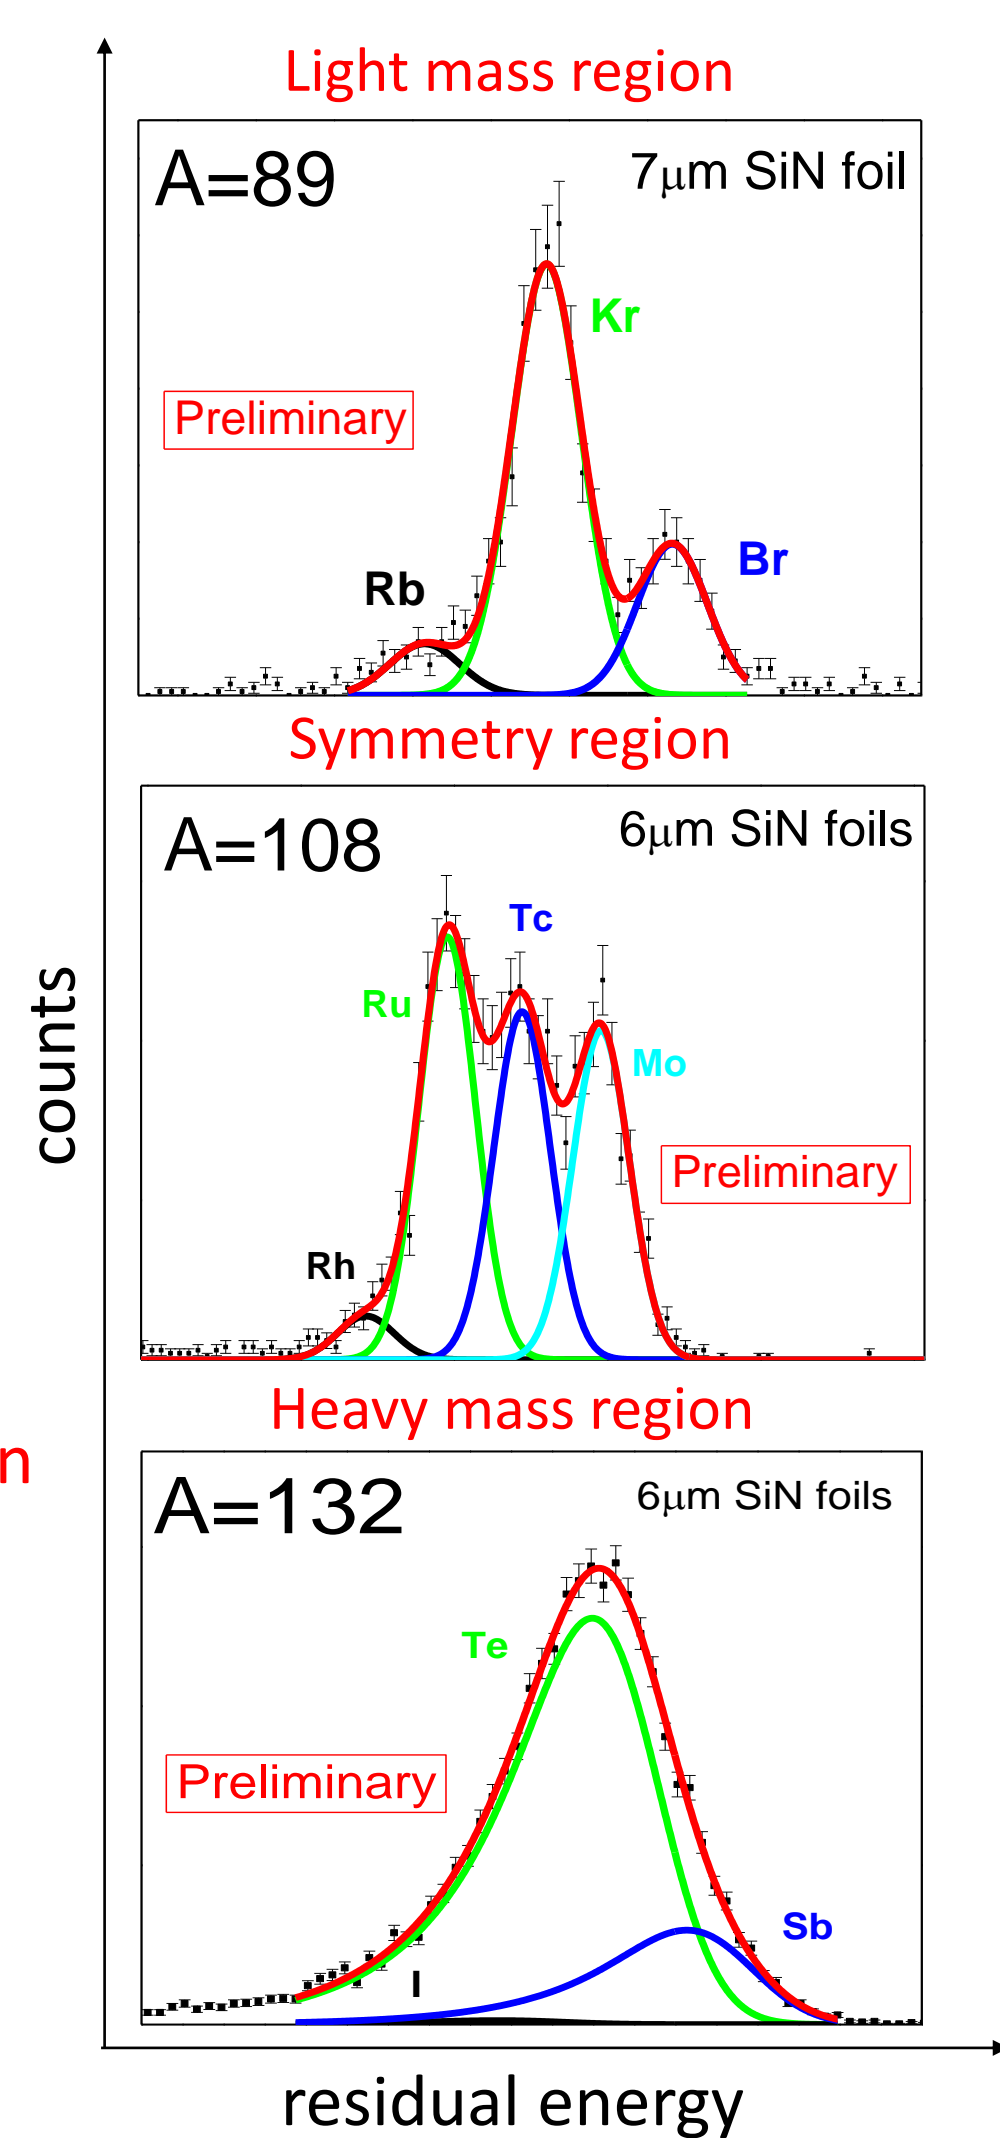 Light mass region
A=89
7μm SiN foil
Kr
Preliminary
Br
Rb
Symmetry region
A=108
6μm SiN foils
Tc
Ru
Mo
Preliminary
Rh
counts
Heavy mass region
n
A=132
6μm SiN foils
Te
Preliminary
Sb
I
residual energy